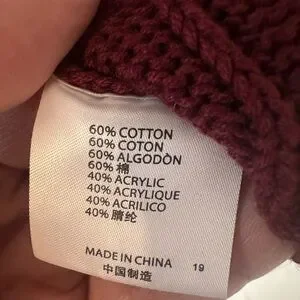 60% COTTON
60% COTON
60% ALGODÒN
60% 棉
40% ACRYLIC
40% ACRYLIQUE
40% ACRILICO
40% 腈纶
MADE IN CHINA 19
中国制造